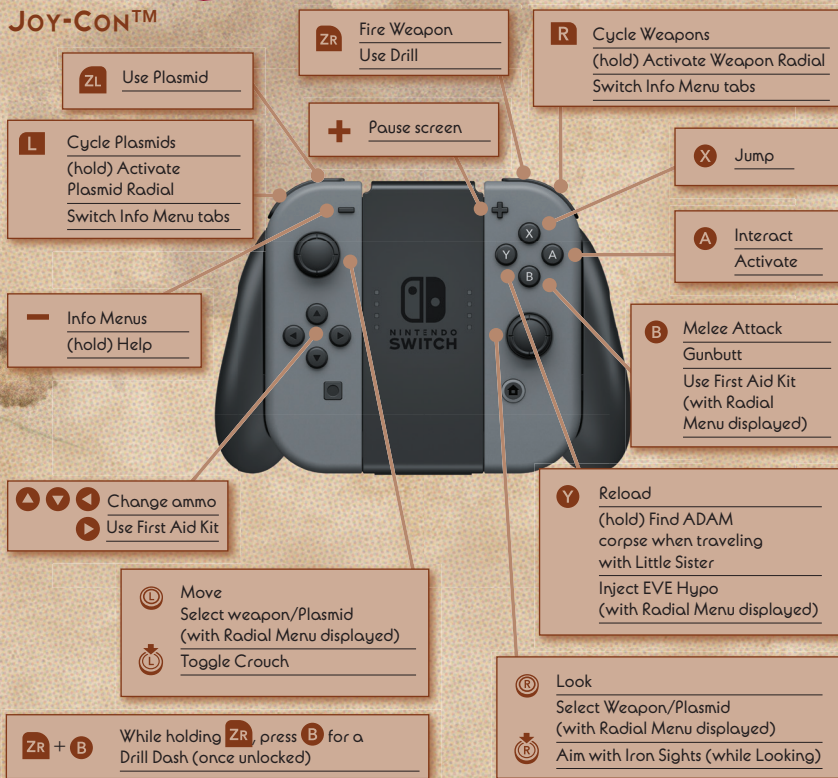 JOY-CON™
ZL Use Plasmid
ZR Fire Weapon
Use Drill
R Cycle Weapons
(hold) Activate Weapon Radial
Switch Info Menu tabs
L Cycle Plasmids
(hold) Activate
Plasmid Radial
Switch Info Menu tabs
+ Pause screen
X Jump
A Interact
Activate
− Info Menus
(hold) Help
B Melee Attack
Gunbutt
Use First Aid Kit
(with Radial
Menu displayed)
X
Y A
B
NINTENDO
SWITCH
Change ammo
Use First Aid Kit
Y Reload
(hold) Find ADAM
corpse when traveling
with Little Sister
Inject EVE Hypo
(with Radial Menu displayed)
L Move
Select weapon/Plasmid
(with Radial Menu displayed)
L Toggle Crouch
R Look
Select Weapon/Plasmid
(with Radial Menu displayed)
R Aim with Iron Sights (while Looking)
ZR + B While holding ZR, press B for a
Drill Dash (once unlocked)